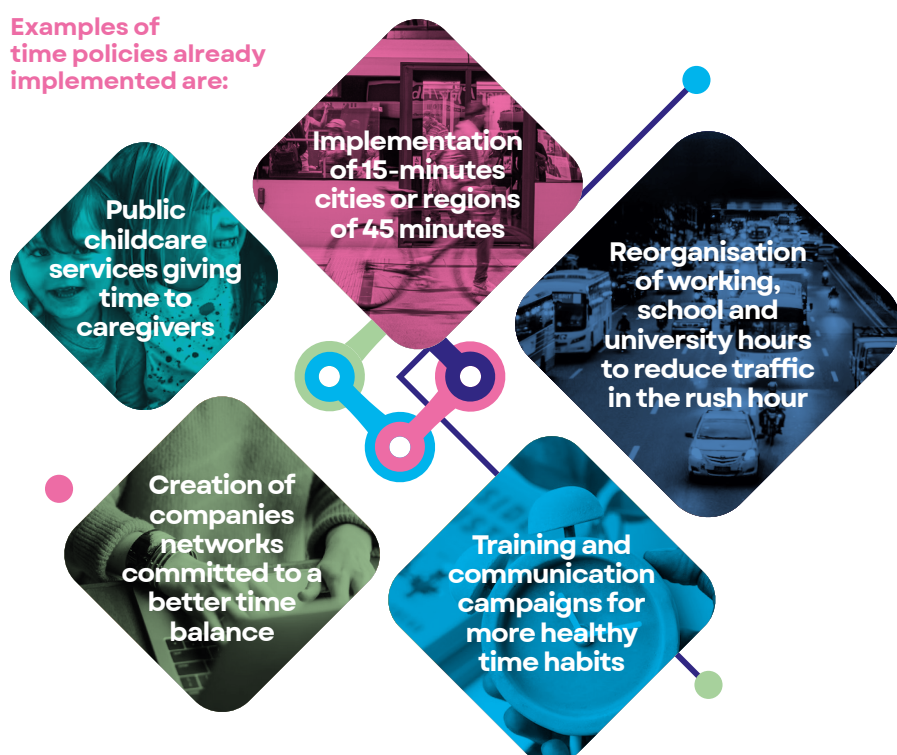 Examples of
time policies already
implemented are:
Implementation
of 15-minutes
cities or regions
of 45 minutes
Public
childcare
services giving
time to
caregivers
Reorganisation
of working,
school and
university hours
to reduce traffic
in the rush hour
Creation of
companies
networks
committed to a
better time
balance
Training and
communication
campaigns for
more healthy
time habits